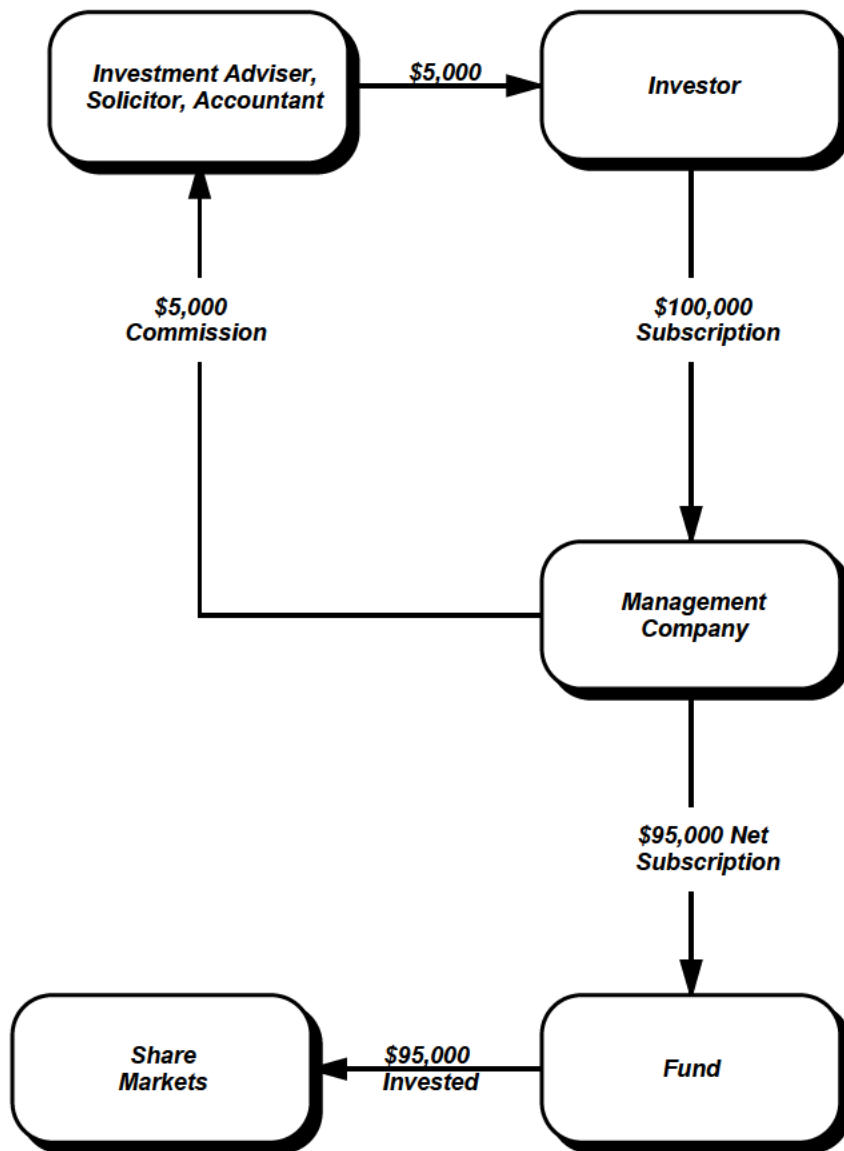 Investment Adviser,
Solicitor, Accountant
$5,000
Investor
$5,000
Commission
$100,000
Subscription
Management
Company
$95,000 Net
Subscription
Share
Markets
$95,000
Invested
Fund